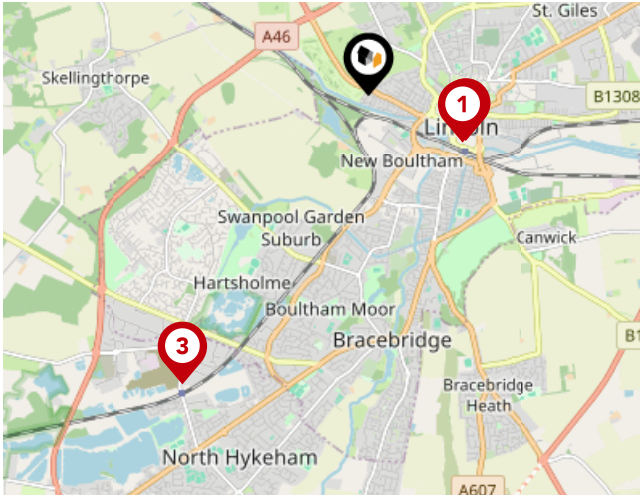 St. Giles
A46
Skellingthorpe
B1308
1
Lincoln
New Boultham
Swanpool Garden
Suburb
Canwick
Hartsholme
Boultham Moor
B1
3
Bracebridge
Bracebridge
Heath
North Hykeham
A607